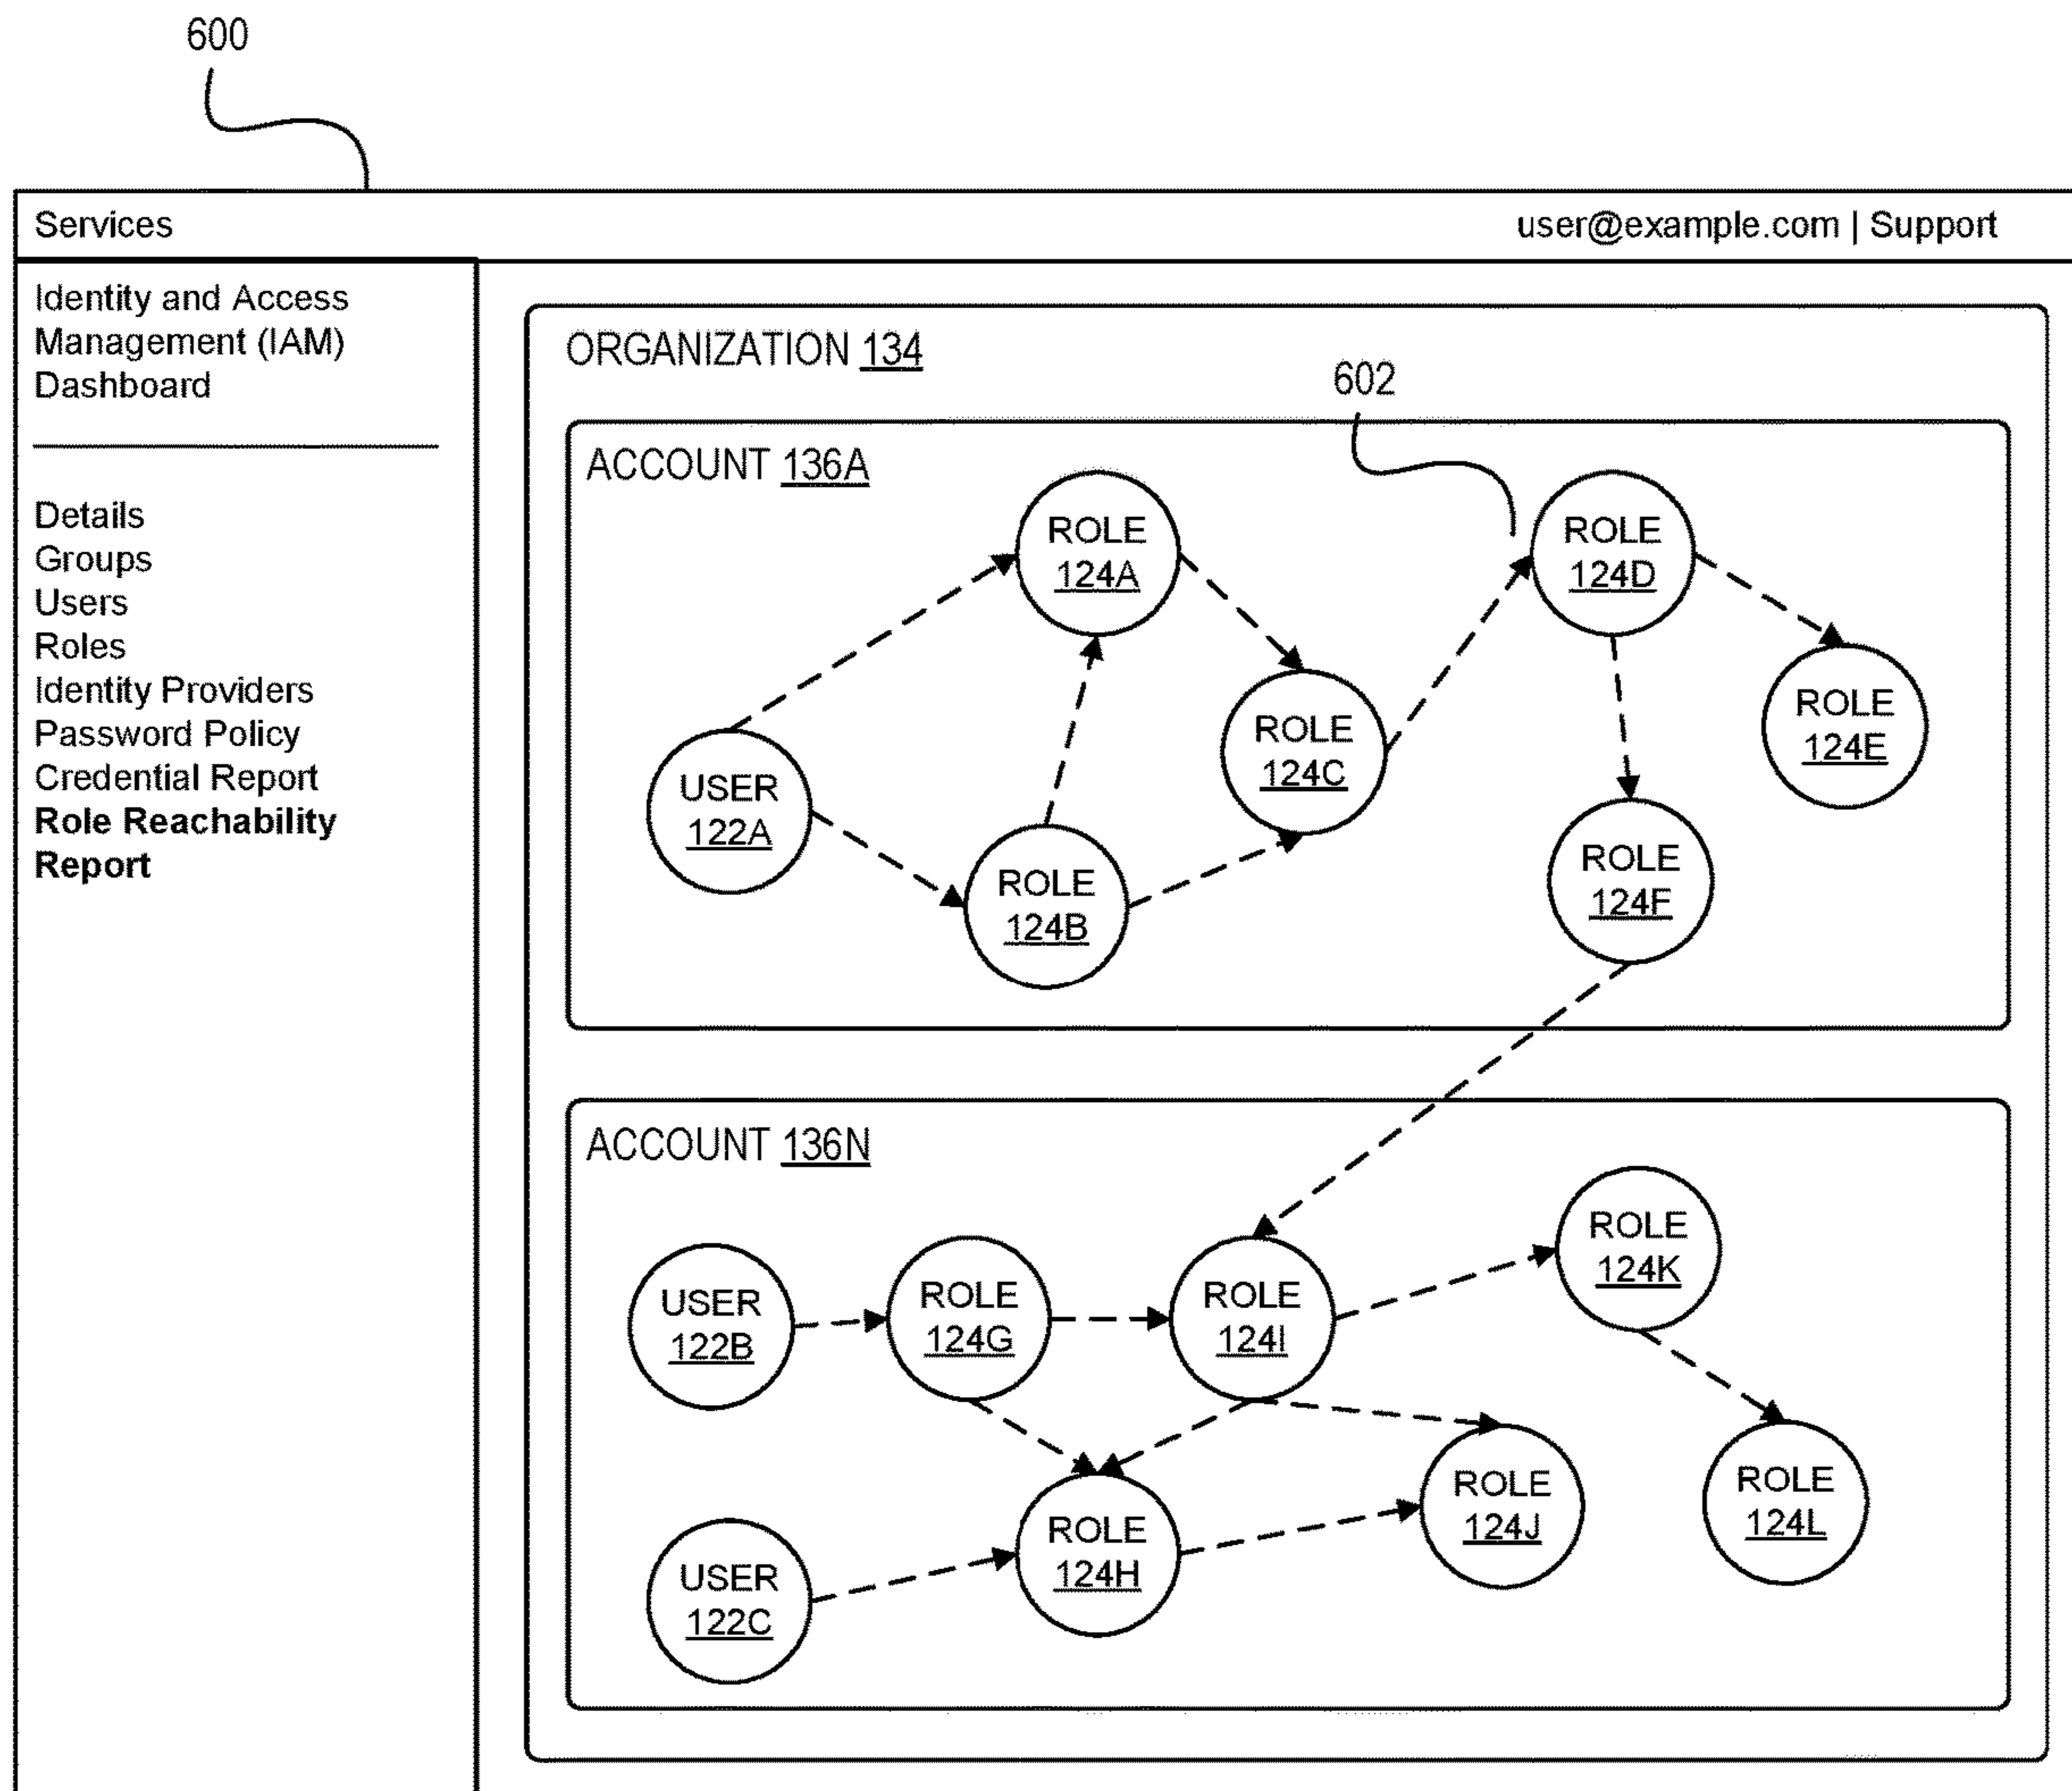 600
Services
user@example.com | Support
Identity and Access
Management (IAM)
Dashboard
Details
Groups
Users
Roles
Identity Providers
Password Policy
Credential Report
Role Reachability
Report
ORGANIZATION 134
602
ACCOUNT 136A
ROLE
124A
ROLE
124D
ROLE
124E
ROLE
124C
USER
122A
ROLE
124B
ROLE
124F
ACCOUNT 136N
ROLE
124K
USER
122B
ROLE
124G
ROLE
124I
ROLE
124J
ROLE
124L
ROLE
124H
USER
122C